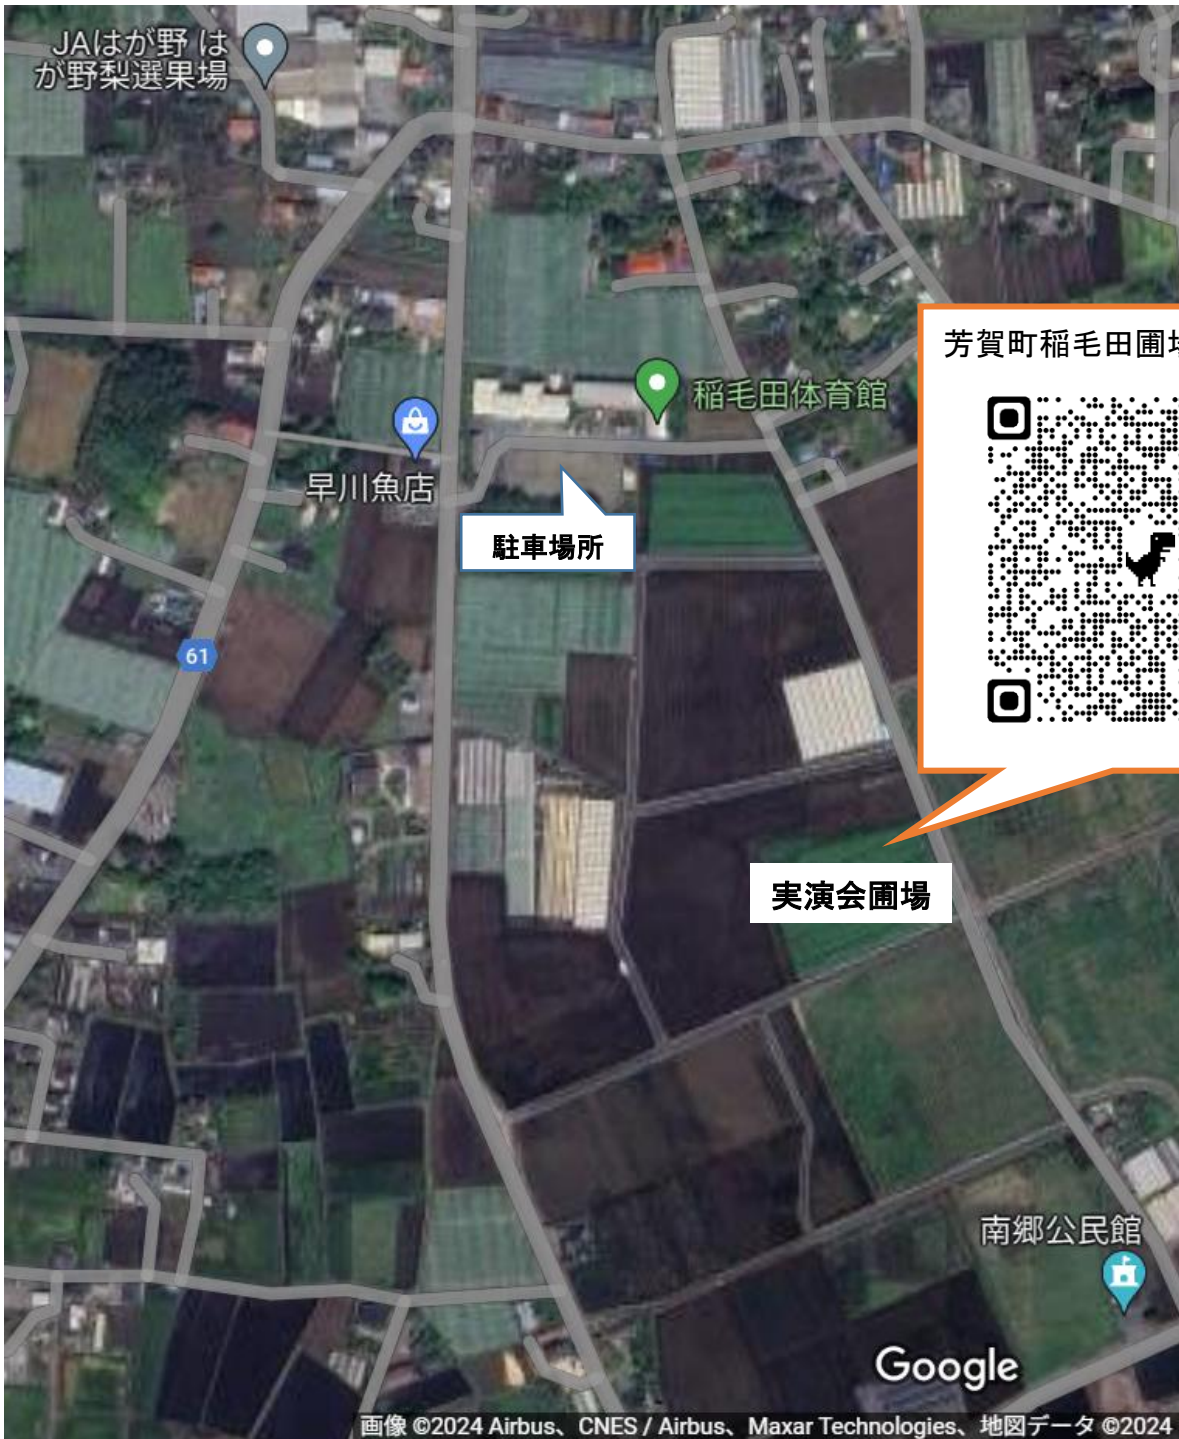 JAはが野 は
が野梨選果場
芳賀町稲毛田圃
稲毛田体育館
早川魚店
駐車場所
61
実演会圃場
南郷公民館
Google
画像 ©2024 Airbus、CNES / Airbus、Maxar Technologies、地図データ ©2024